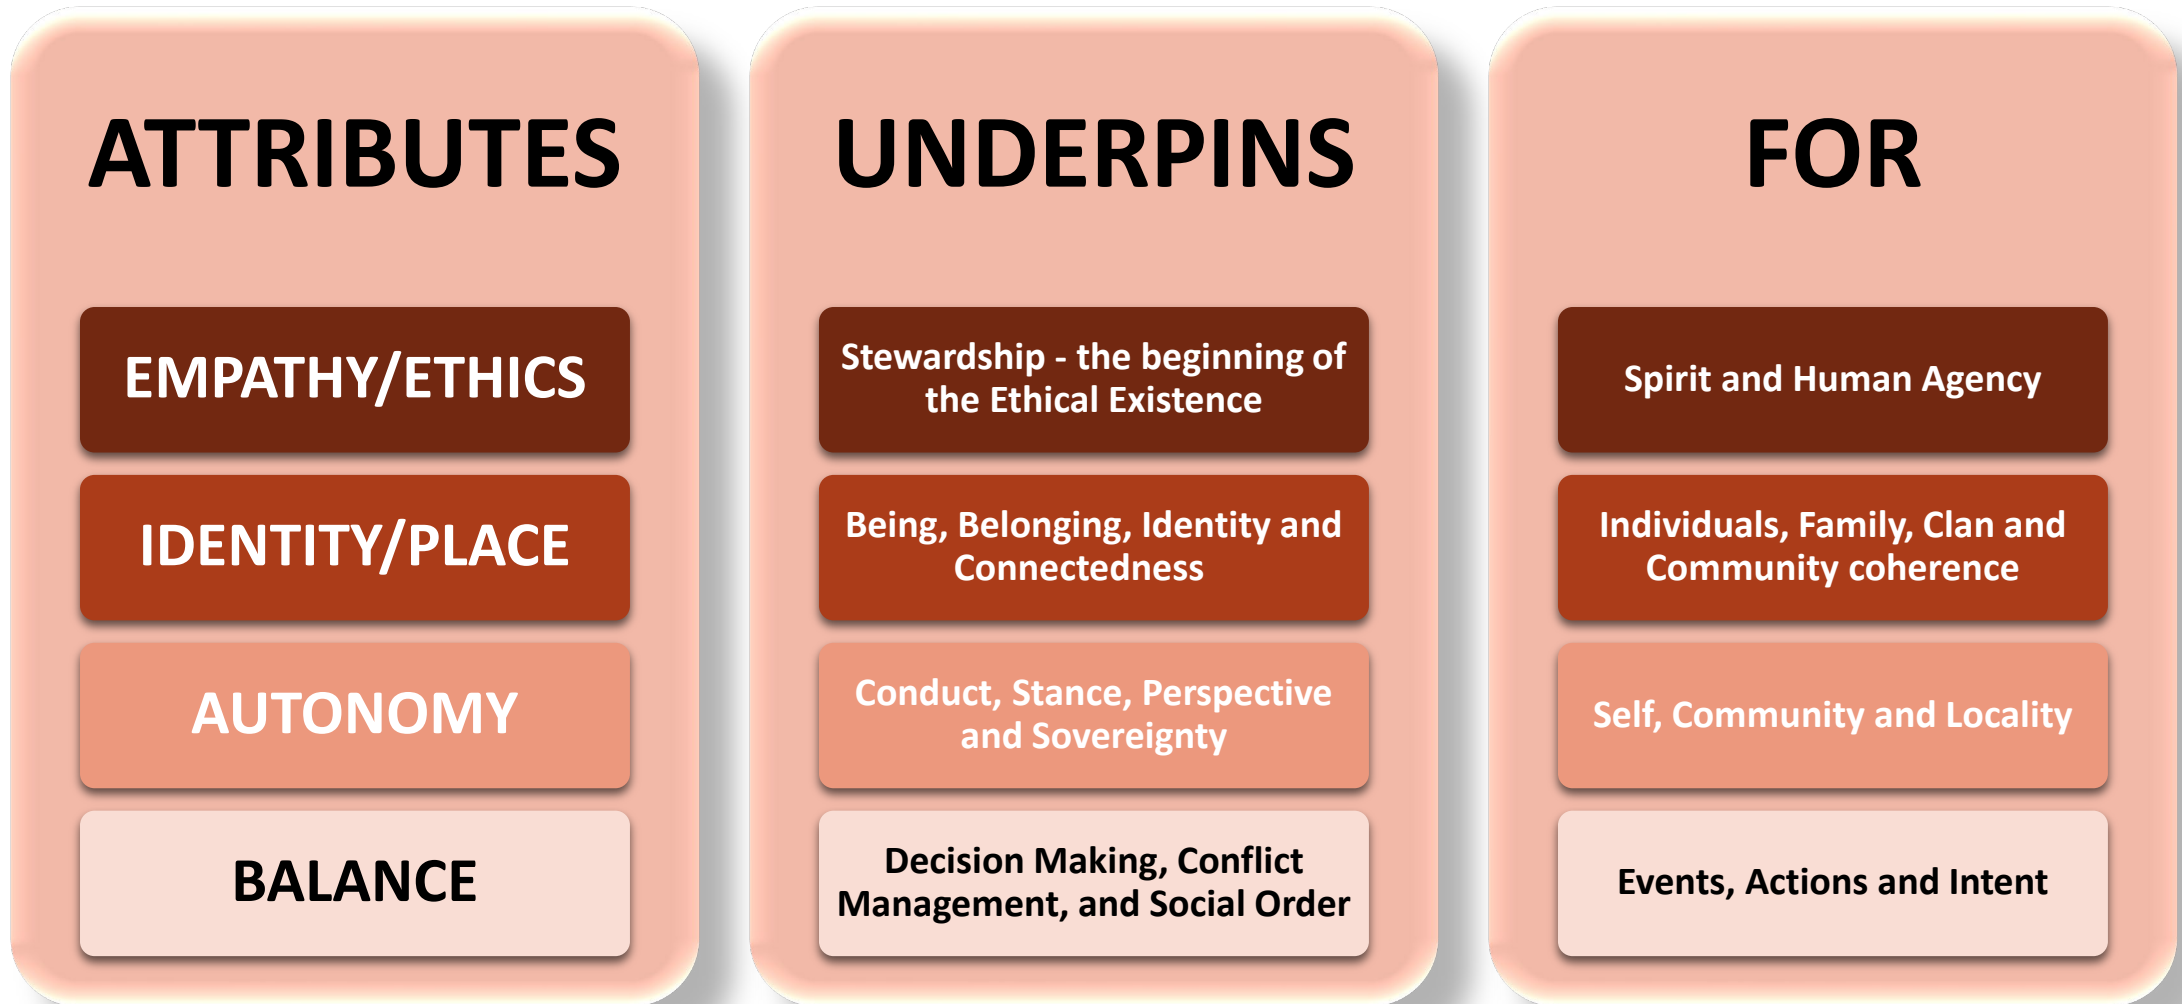 ATTRIBUTES
EMPATHY/ETHICS
IDENTITY/PLACE
AUTONOMY
BALANCE
UNDERPINS
Stewardship - the beginning of
the Ethical Existence
Being, Belonging, Identity and
Connectedness
Conduct, Stance, Perspective
and Sovereignty
Decision Making, Conflict
Management, and Social Order
FOR
Spirit and Human Agency
Individuals, Family, Clan and
Community coherence
Self, Community and Locality
Events, Actions and Intent